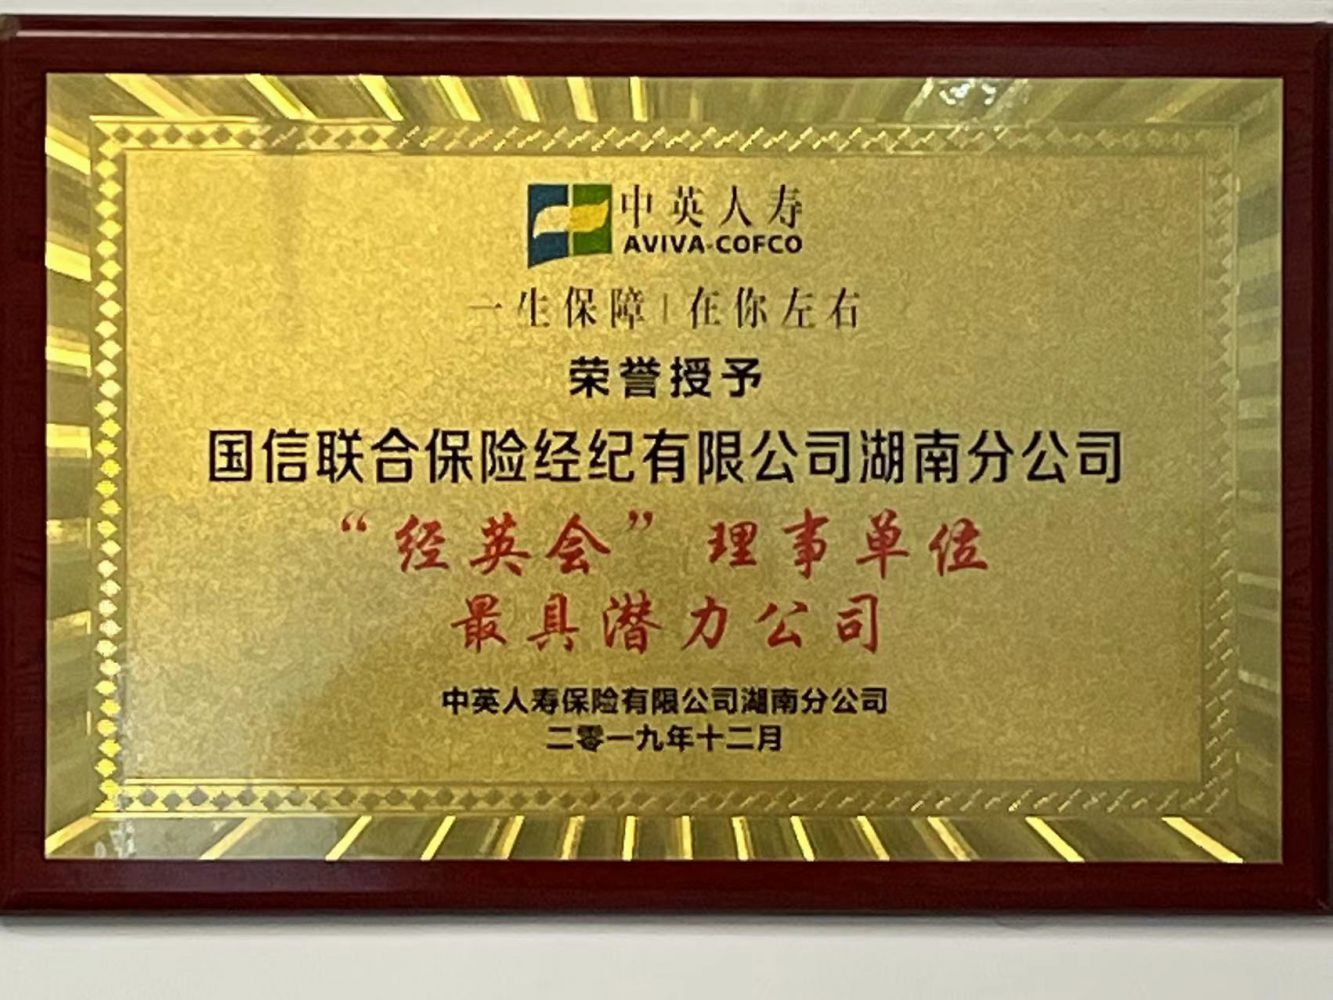 中英人寿
AVIVA-COFCO
一生保障|在你左右
荣誉授予
国信联合保险经纪有限公司湖南分公司
“经英会”理事单位
最具潜力公司
中英人寿保险有限公司湖南分公司
二零一九年十二月